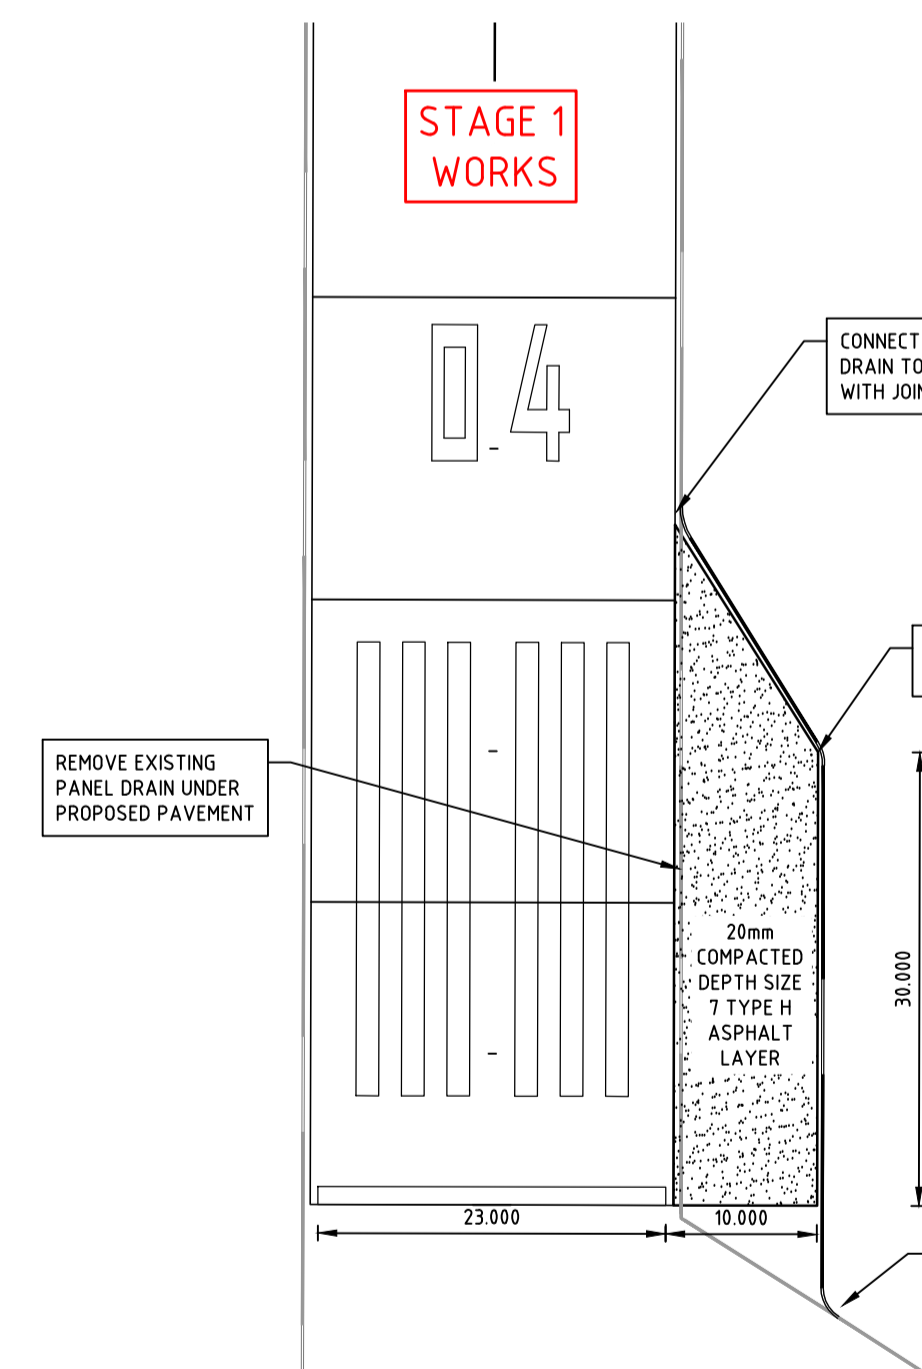 STAGE 1
WORKS
04
CONNECT
DRAIN TO
WITH
REMOVE EXISTING
PANEL DRAIN UNDER
PROPOSED PAVEMENT
20mm
COMPACTED
DEPTH SIZE
7 TYPE H
ASPHALT
LAYER
30.000
23.000
10.000